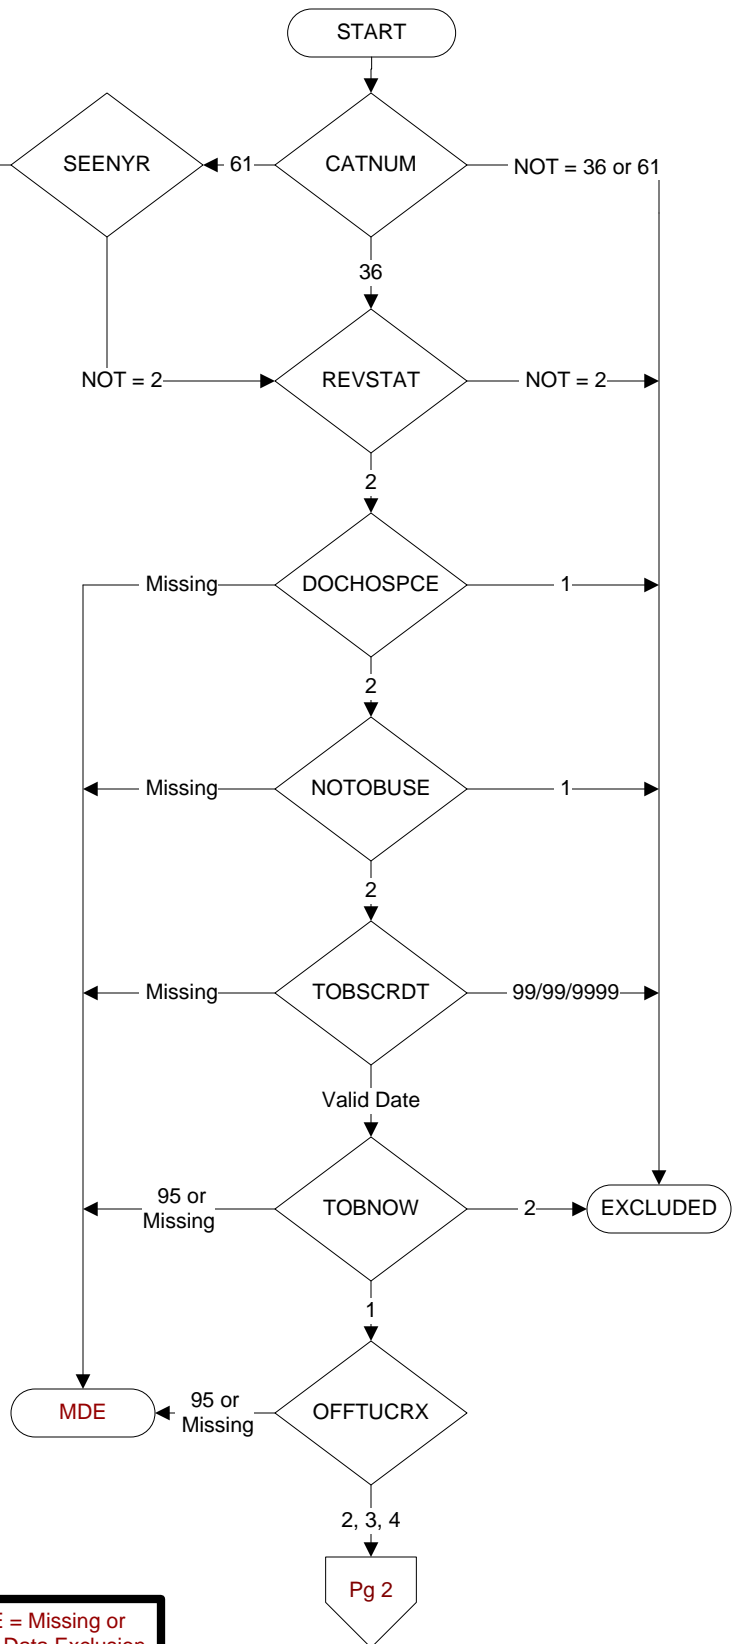 START
SEENYR
61
CATNUM
NOT = 36 or 61
36
NOT = 2
REVSTAT
NOT = 2
2
Missing
DOCHOSPCE
1
2
Missing
NOTOBUSE
1
2
Missing
TOBSCRDT
99/99/9999
Valid Date
95 or
Missing
TOBNOW
2
EXCLUDED
1
MDE
95 or
Missing
OFFTUCRX
2, 3, 4
Pg 2
= Missing or
Data Exclusion